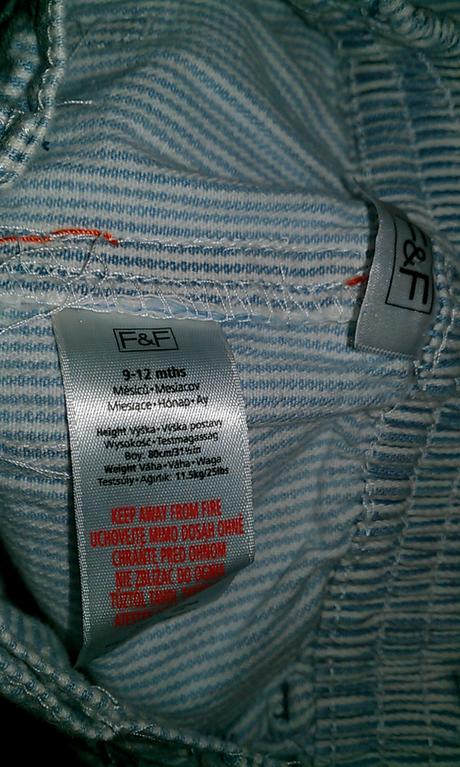 F&F
F&F
9-12 mths
Měsíců • Mesiacov
Miesiące • Hónap • Ay
Height Výška • Výška postavy
Wysokość • Testmagasság
Boy: 80cm/31½in
Weight Váha • Váha • Waga
Testsúly • Ağırlık: 11.5kg/25lbs
KEEP AWAY FROM FIRE
UCHOVEJTE MIMO DOSAH OHNĚ
CHRÁŇTE PRED OHŇOM
NIE ZBLIŻAĆ DO OGNIA
TŰZTŐL